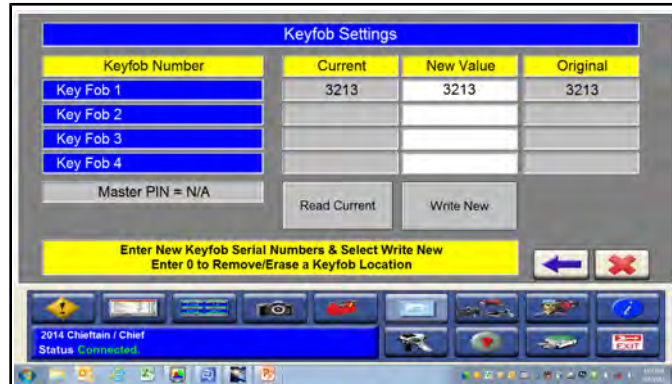 Keyfob Settings
Keyfob Number Current New Value Original
Key Fob 1 3213 3213 3213
Key Fob 2
Key Fob 3
Key Fob 4
Master PIN = N/A
Read Current Write New
Enter New Keyfob Serial Numbers & Select Write New
Enter 0 to Remove/Erase a Keyfob Location
2014 Chieftain / Chief
Status Connected.
EXIT